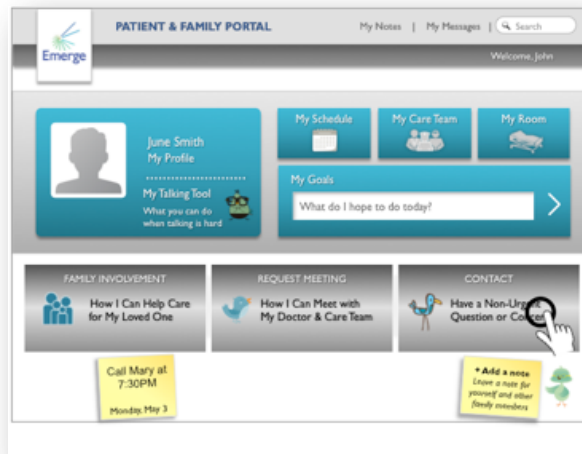 PATIENT & FAMILY PORTAL
My Notes | My Messages | Search
Emerge
Welcome, John
June Smith
My Profile
My Talking Tool
What you can do
when talking is hard
My Schedule
My Care Team
My Room
My Goals
What do I hope to do today?
FAMILY INVOLVEMENT
How I Can Help Care
for My Loved One
REQUEST MEETING
How I Can Meet with
My Doctor & Care Team
CONTACT
Have a Non-Urgent
Question or Concern
Call Mary at
7:30PM
Monday, May 3
+ Add a note
Leave a note for
yourself and other
family members